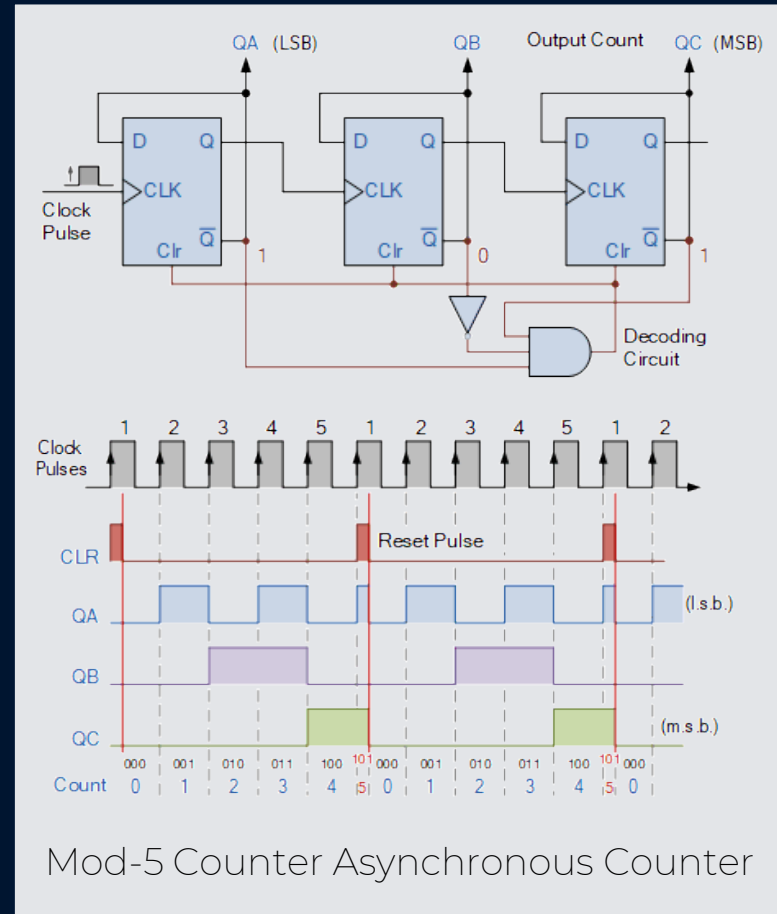 QA (LSB) QB Output Count QC (MSB)
D Q D Q D Q
CLK CLK CLK
Clock
Pulse
Clr Q̅ 1 Clr Q̅ 0 Clr Q̅ 1
Decoding
Circuit
1 2 3 4 5 1 2 3 4 5 1 2
Clock
Pulses
CLR Reset Pulse
QA (l.s.b.)
QB
QC (m.s.b.)
000 001 010 011 100 101 000 001 010 011 100 101 000
Count 0 1 2 3 4 5 0 1 2 3 4 5 0
Mod-5 Counter Asynchronous Counter